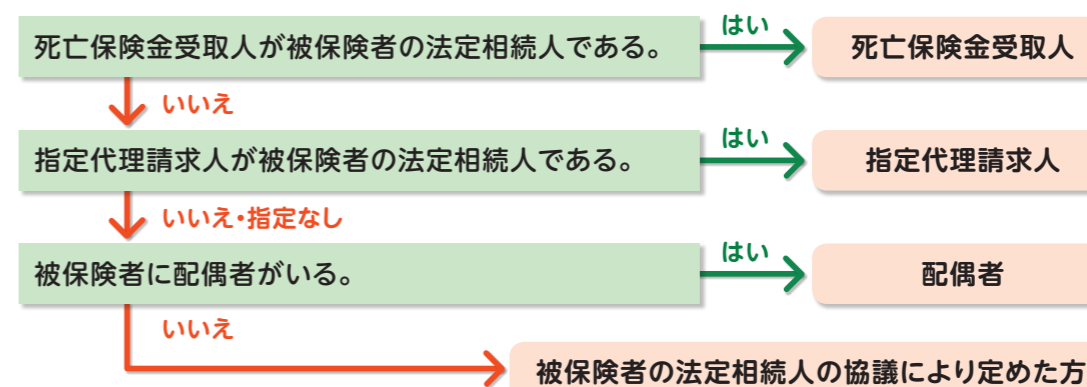 死亡保険金受取人が被保険者の法定相続人である。
はい
死亡保険金受取人
いいえ
指定代理請求人が被保険者の法定相続人である。
はい
指定代理請求人
いいえ・指定なし
被保険者に配偶者がいる。
はい
配偶者
いいえ
被保険者の法定相続人の協議により定めた方